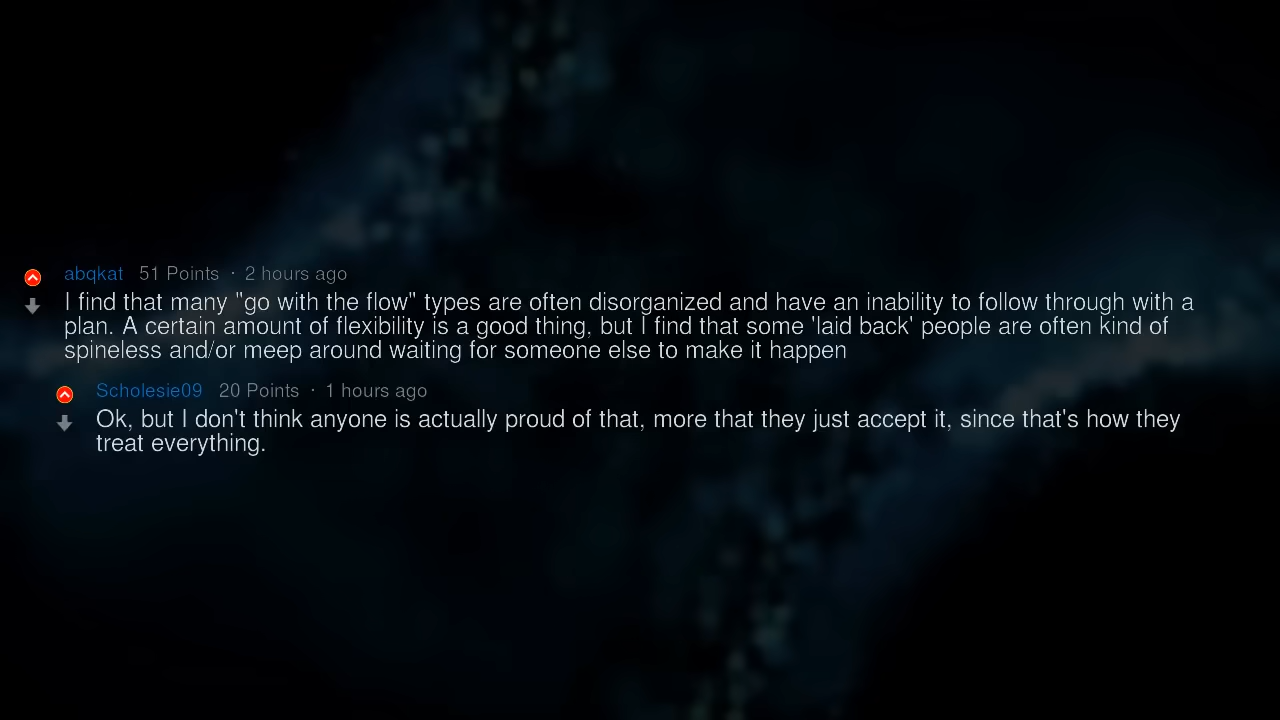 abqkat 51 Points · 2 hours ago
I find that many "go with the flow" types are often disorganized and have an inability to follow through with a
plan. A certain amount of flexibility is a good thing, but I find that some 'laid back' people are often kind of
spineless and/or meep around waiting for someone else to make it happen
Scholesie09 20 Points · 1 hours ago
Ok, but I don't think anyone is actually proud of that, more that they just accept it, since that's how they
treat everything.